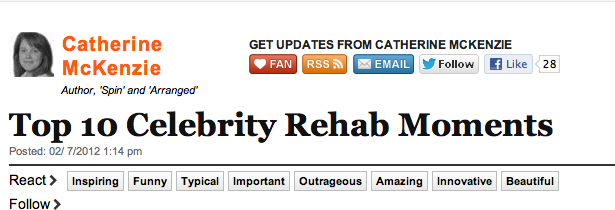 Catherine
McKenzie
Author, 'Spin' and 'Arranged'
GET UPDATES FROM CATHERINE MCKENZIE
FAN RSS EMAIL Follow Like 28
Top 10 Celebrity Rehab Moments
Posted: 02/ 7/2012 1:14 pm
React Inspiring Funny Typical Important Outrageous Amazing Innovative Beautiful
Follow